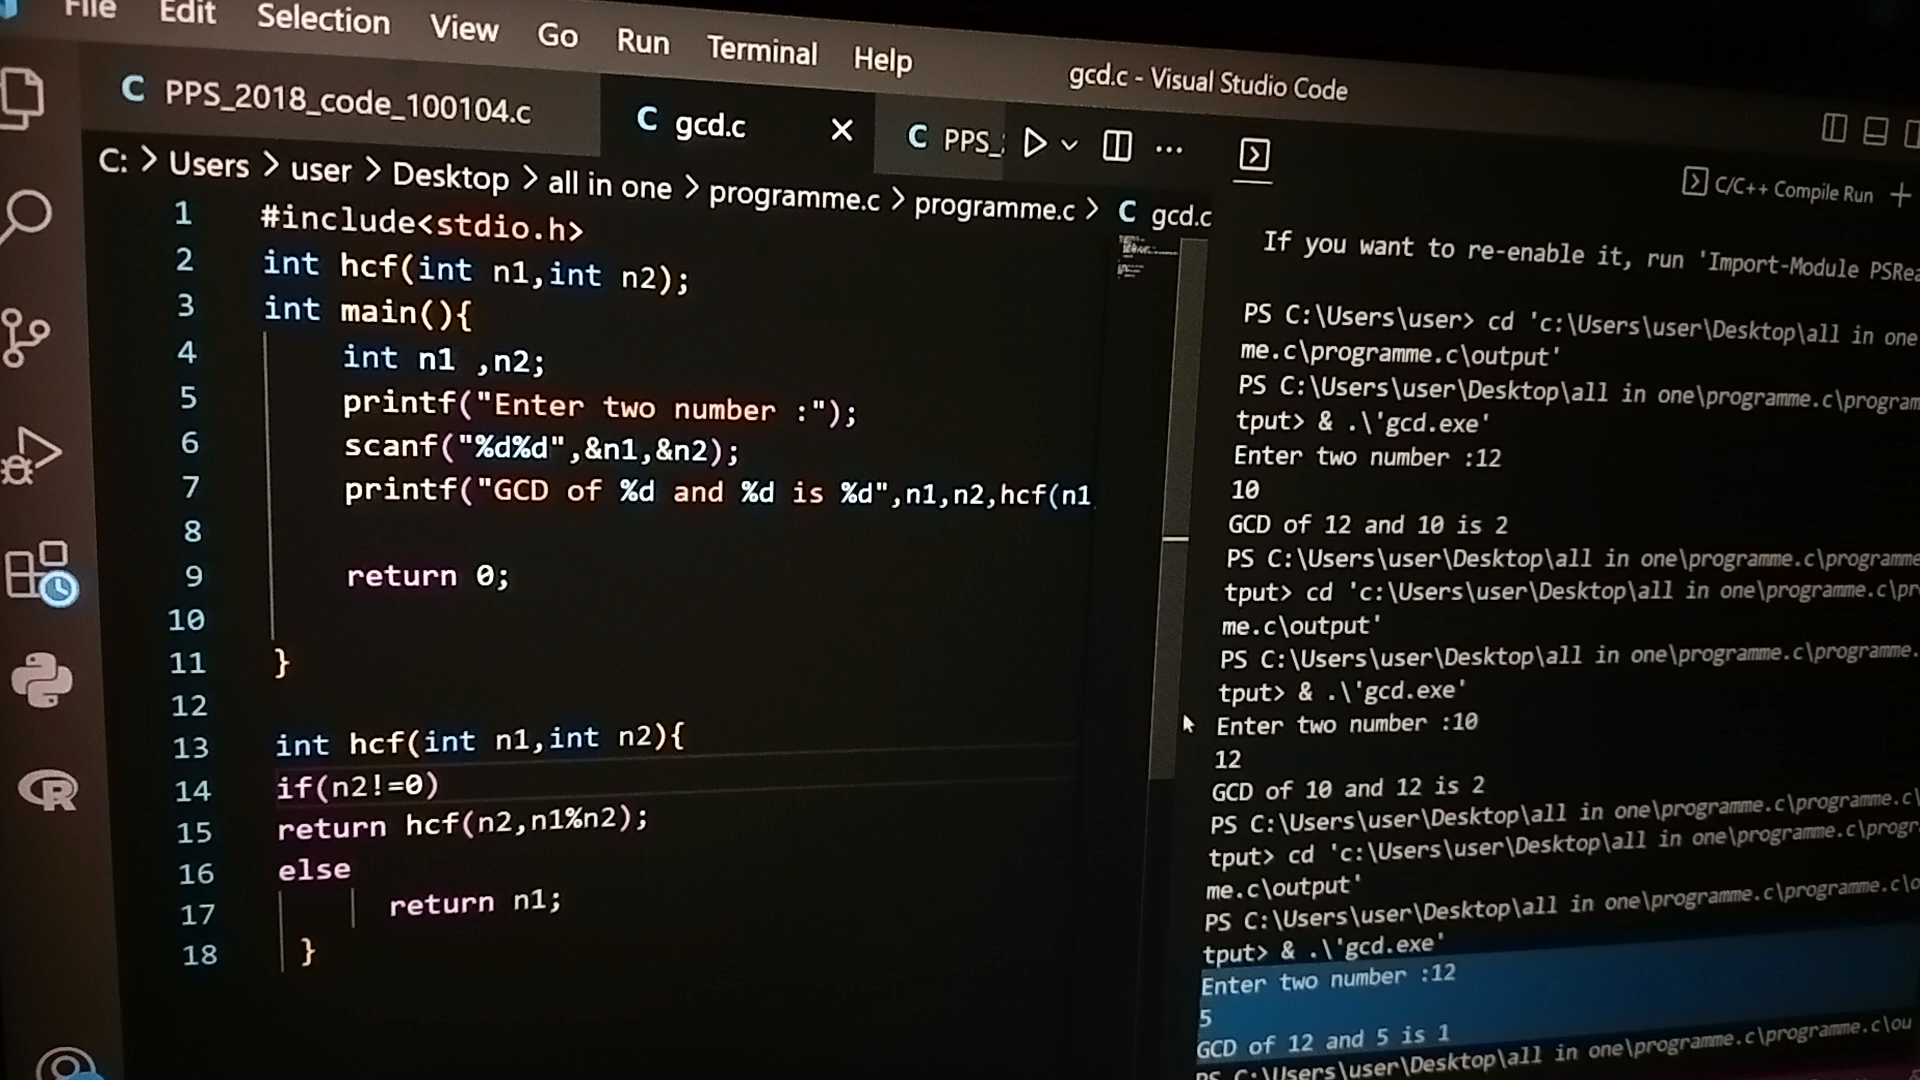 File Edit Selection View Go Run Terminal Help
gcd.c - Visual Studio Code
C PPS_2018_code_100104.c
C gcd.c
C PPS_
C: > Users > user > Desktop > all in one > programme.c > programme.c > C gcd.c
1 #include<stdio.h>
2 int hcf(int n1,int n2);
3 int main(){
4 int n1 ,n2;
5 printf("Enter two number :");
6 scanf("%d%d",&n1,&n2);
7 printf("GCD of %d and %d is %d",n1,n2,hcf(n1
8
9 return 0;
10
11 }
12
13 int hcf(int n1,int n2){
14 if(n2!=0)
15 return hcf(n2,n1%n2);
16 else
17 return n1;
18 }
C/C++ Compile Run
If you want to re-enable it, run 'Import-Module PSRea
PS C:\Users\user> cd 'c:\Users\user\Desktop\all in one
me.c\programme.c\output'
PS C:\Users\user\Desktop\all in one\programme.c\program
tput> & .\'gcd.exe'
Enter two number :12
10
GCD of 12 and 10 is 2
PS C:\Users\user\Desktop\all in one\programme.c\programme
tput> cd 'c:\Users\user\Desktop\all in one\programme.c\pr
me.c\output'
PS C:\Users\user\Desktop\all in one\programme.c\programme.
tput> & .\'gcd.exe'
Enter two number :10
12
GCD of 10 and 12 is 2
PS C:\Users\user\Desktop\all in one\programme.c\programme.c\
tput> cd 'c:\Users\user\Desktop\all in one\programme.c\progr
me.c\output'
PS C:\Users\user\Desktop\all in one\programme.c\programme.c\o
tput> & .\'gcd.exe'
Enter two number :12
5
GCD of 12 and 5 is 1
PS C:\Users\user\Desktop\all in one\programme.c\programme.c\ou